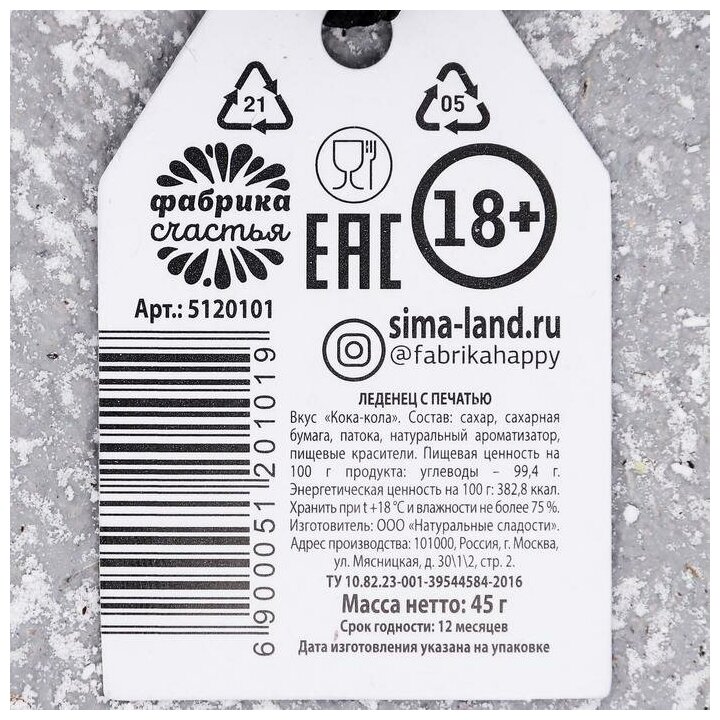 21
05
фабрика
счастья
EAC
18+
Арт.: 5120101
sima-land.ru
@fabrikahappy
ЛЕДЕНЕЦ С ПЕЧАТЬЮ
Вкус «Кока-кола». Состав: сахар, сахарная
бумага, патока, натуральный ароматизатор,
пищевые красители. Пищевая ценность на
100 г продукта: углеводы – 99,4 г.
Энергетическая ценность на 100 г: 382,8 ккал.
Хранить при t +18 °С и влажности не более 75 %.
Изготовитель: ООО «Натуральные сладости».
Адрес производства: 101000, Россия, г. Москва,
ул. Мясницкая, д. 30\1\2, стр. 2.
ТУ 10.82.23-001-39544584-2016
Масса нетто: 45 г
Срок годности: 12 месяцев
Дата изготовления указана на упаковке
6 900051 201019